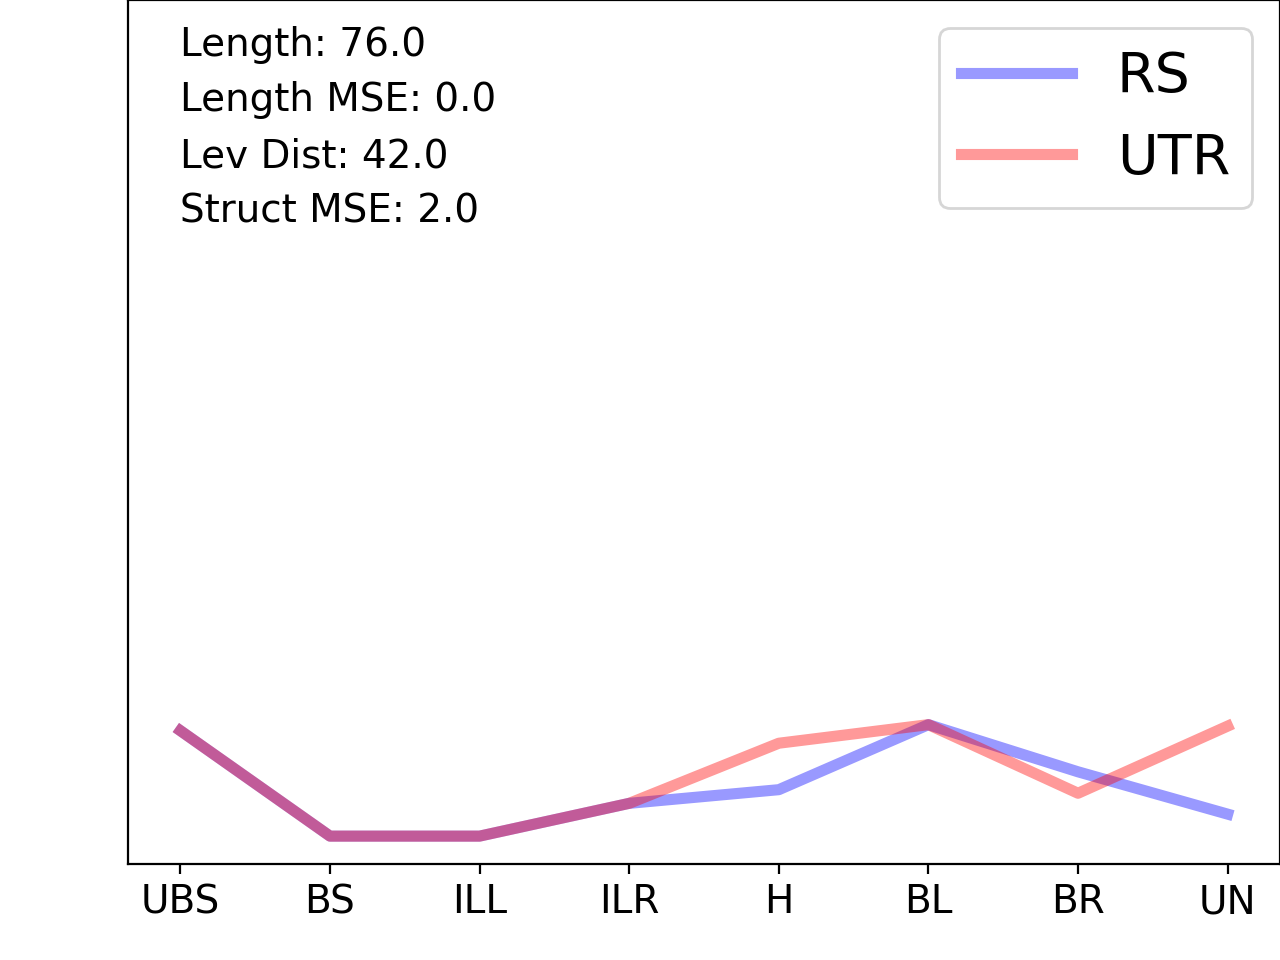 Length: 76.0
Length MSE: 0.0
Lev Dist: 42.0
Struct MSE: 2.0
RS
UTR
UBS BS ILL ILR H BL BR UN